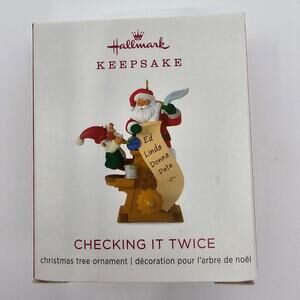 Hallmark
KEEPSAKE
Ed
Linda
Donna
Pete
CHECKING IT TWICE
christmas tree ornament | décoration pour l'arbre de noël